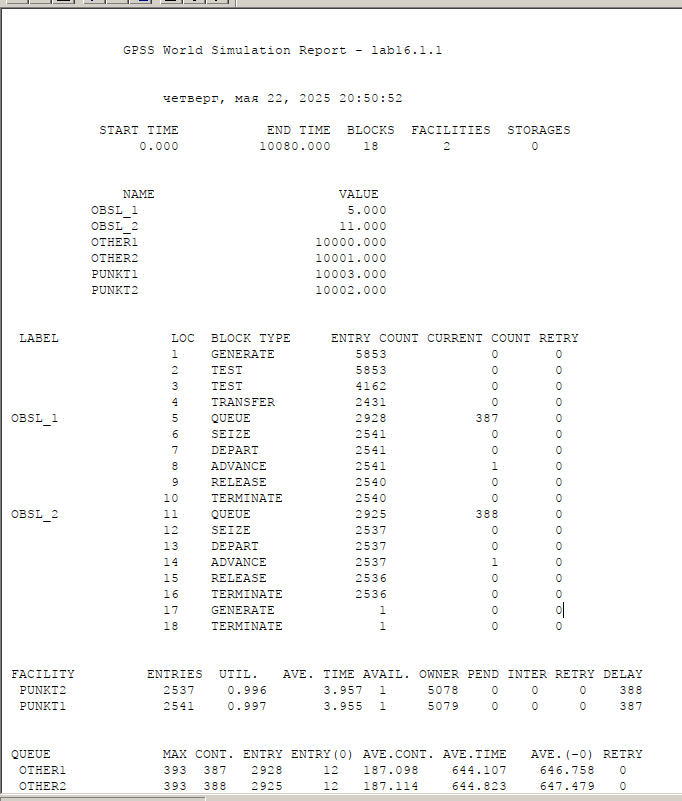 GPSS World Simulation Report - lab16.1.1
четверг, мая 22, 2025 20:50:52
START TIME END TIME BLOCKS FACILITIES STORAGES
0.000 10080.000 18 2 0
NAME VALUE
OBSL_1 5.000
OBSL_2 11.000
OTHER1 10000.000
OTHER2 10001.000
PUNKT1 10003.000
PUNKT2 10002.000
LABEL LOC BLOCK TYPE ENTRY COUNT CURRENT COUNT RETRY
1 GENERATE 5853 0 0
2 TEST 5853 0 0
3 TEST 4162 0 0
4 TRANSFER 2431 0 0
OBSL_1 5 QUEUE 2928 387 0
6 SEIZE 2541 0 0
7 DEPART 2541 0 0
8 ADVANCE 2541 1 0
9 RELEASE 2540 0 0
10 TERMINATE 2540 0 0
OBSL_2 11 QUEUE 2925 388 0
12 SEIZE 2537 0 0
13 DEPART 2537 0 0
14 ADVANCE 2537 1 0
15 RELEASE 2536 0 0
16 TERMINATE 2536 0 0
17 GENERATE 1 0 0
18 TERMINATE 1 0 0
FACILITY ENTRIES UTIL. AVE. TIME AVAIL. OWNER PEND INTER RETRY DELAY
PUNKT2 2537 0.996 3.957 1 5078 0 0 0 388
PUNKT1 2541 0.997 3.955 1 5079 0 0 0 387
QUEUE MAX CONT. ENTRY ENTRY(0) AVE.CONT. AVE.TIME AVE.(-0) RETRY
OTHER1 393 387 2928 12 187.098 644.107 646.758 0
OTHER2 393 388 2925 12 187.114 644.823 647.479 0